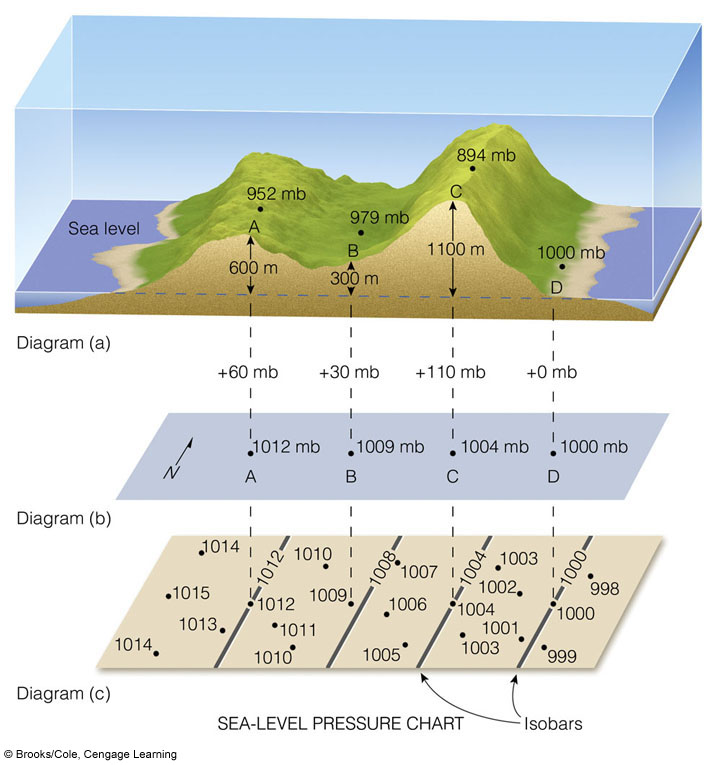 894 mb
952 mb
C
979 mb
Sea level
A
B
1100 m
1000 mb
600 m
300 m
D
Diagram (a)
+60 mb
+30 mb
+110 mb
+0 mb
1012 mb
1009 mb
1004 mb
1000 mb
N
A
B
C
D
Diagram (b)
1014
1012
1010
1008
1007
1004
1003
1000
998
1015
1012
1009
1006
1004
1002
1000
1013
1011
1001
1014
1010
1005
1003
999
Diagram (c)
SEA-LEVEL PRESSURE CHART
Isobars
© Brooks/Cole, Cengage Learning